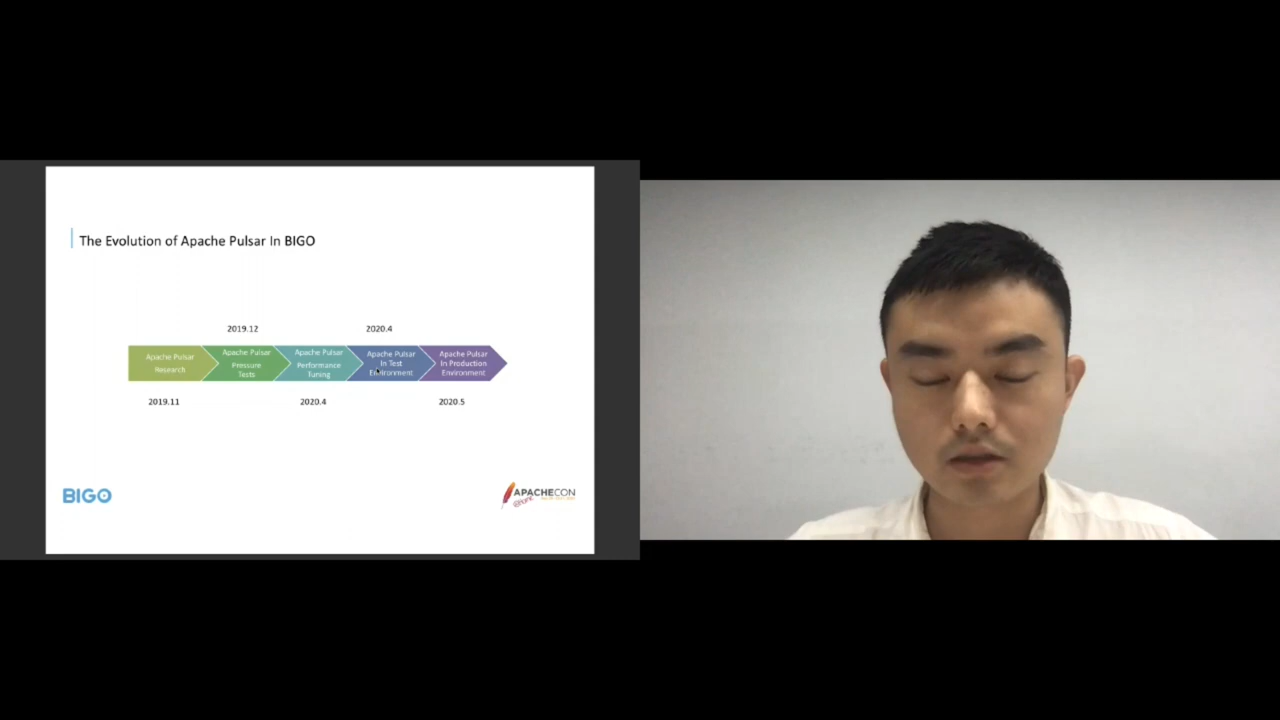 The Evolution of Apache Pulsar In BIGO
2019.12
2020.4
Apache Pulsar
Research
Apache Pulsar
Pressure
Tests
Apache Pulsar
Performance
Tuning
Apache Pulsar
In Test
Environment
Apache Pulsar
In Production
Environment
2019.11
2020.4
2020.5
BIGO
APACHECON
@Home